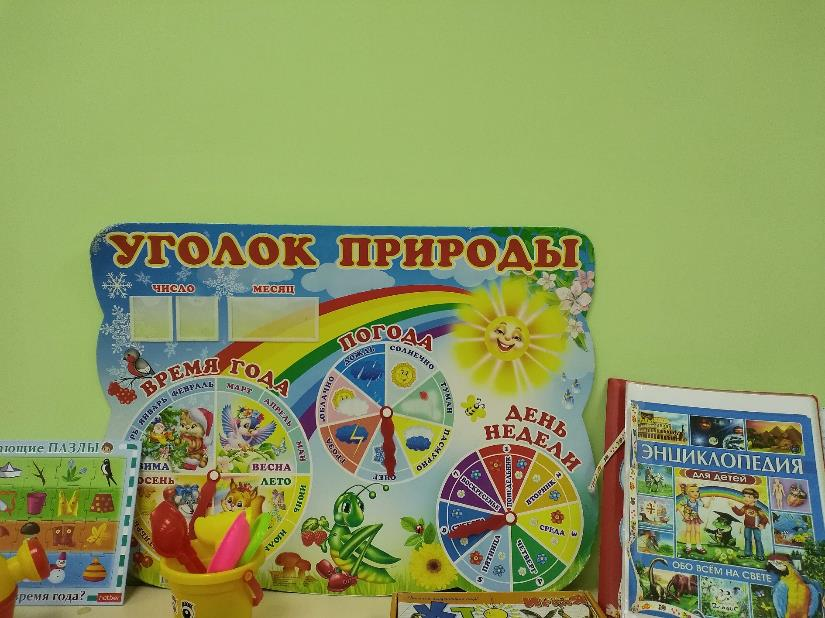 УГОЛОК ПРИРОДЫ
ЧИСЛО
МЕСЯЦ
ПОГОДА
ДОЖДЬ
СОЛНЕЧНО
ТУМАН
ПАСМУРНО
СНЕГ
ГРОЗА
ОБЛАЧНО
ВРЕМЯ ГОДА
ЯНВАРЬ
ФЕВРАЛЬ
МАРТ
АПРЕЛЬ
МАЙ
ИЮНЬ
ЗИМА
ВЕСНА
ОСЕНЬ
ЛЕТО
ДЕНЬ
НЕДЕЛИ
ПОНЕДЕЛЬНИК
ВТОРНИК
СРЕДА
ЧЕТВЕРГ
ПЯТНИЦА
ВОСКРЕСЕНЬЕ
ающие ПАЗЛЫ
время года?
ЭНЦИКЛОПЕДИЯ
ДЛЯ ДЕТЕЙ
ОБО ВСЁМ НА СВЕТЕ